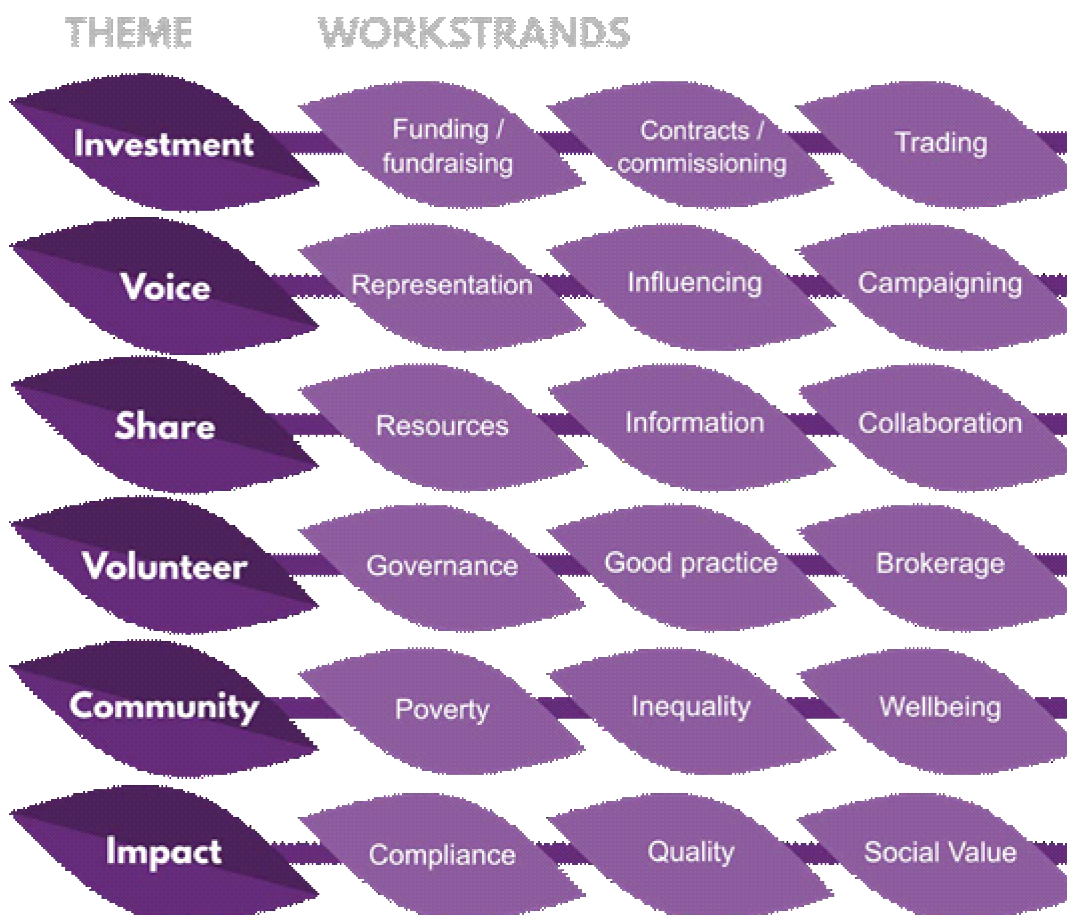 THEME WORKSTRANDS
Investment
Funding /
fundraising
Contracts /
commissioning
Trading
Voice
Representation
Influencing
Campaigning
Share
Resources
Information
Collaboration
Volunteer
Governance
Good practice
Brokerage
Community
Poverty
Inequality
Wellbeing
Impact
Compliance
Quality
Social Value